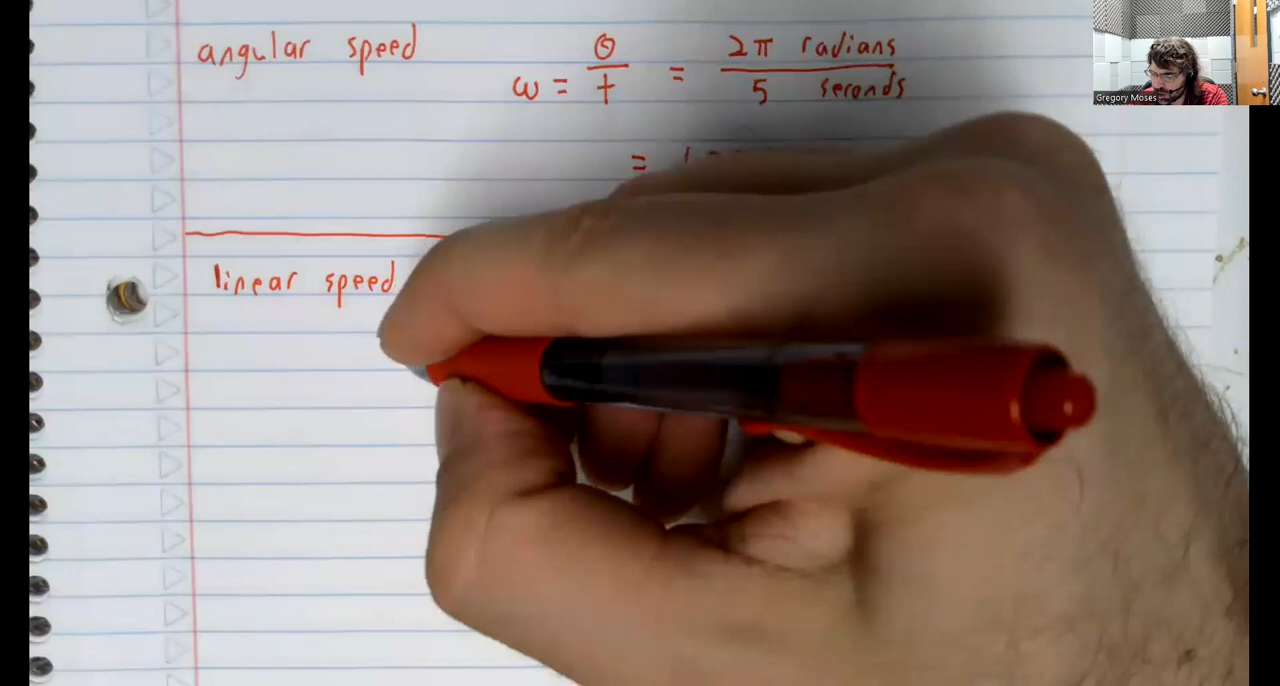 angular speed ω = θ/t = 2π radians / 5 seconds
=
linear speed
Gregory Moses